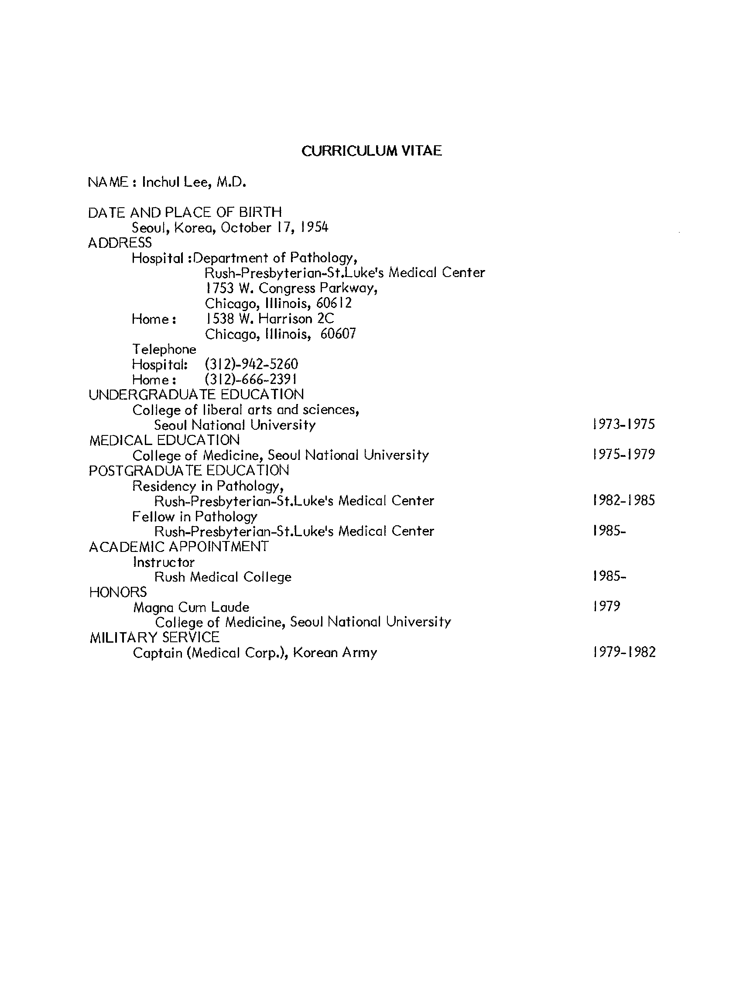 CURRICULUM VITAE
NAME : Inchul Lee, M.D.
DATE AND PLACE OF BIRTH
Seoul, Korea, October 17, 1954
ADDRESS
Hospital :Department of Pathology,
Rush-Presbyterian-St.Luke's Medical Center
1753 W. Congress Parkway,
Chicago, Illinois, 60612
Home : 1538 W. Harrison 2C
Chicago, Illinois, 60607
Telephone
Hospital: (312)-942-5260
Home : (312)-666-2391
UNDERGRADUATE EDUCATION
College of liberal arts and sciences,
Seoul National University 1973-1975
MEDICAL EDUCATION
College of Medicine, Seoul National University 1975-1979
POSTGRADUATE EDUCATION
Residency in Pathology,
Rush-Presbyterian-St.Luke's Medical Center 1982-1985
Fellow in Pathology
Rush-Presbyterian-St.Luke's Medical Center 1985-
ACADEMIC APPOINTMENT
Instructor
Rush Medical College 1985-
HONORS
Magna Cum Laude 1979
College of Medicine, Seoul National University
MILITARY SERVICE
Captain (Medical Corp.), Korean Army 1979-1982